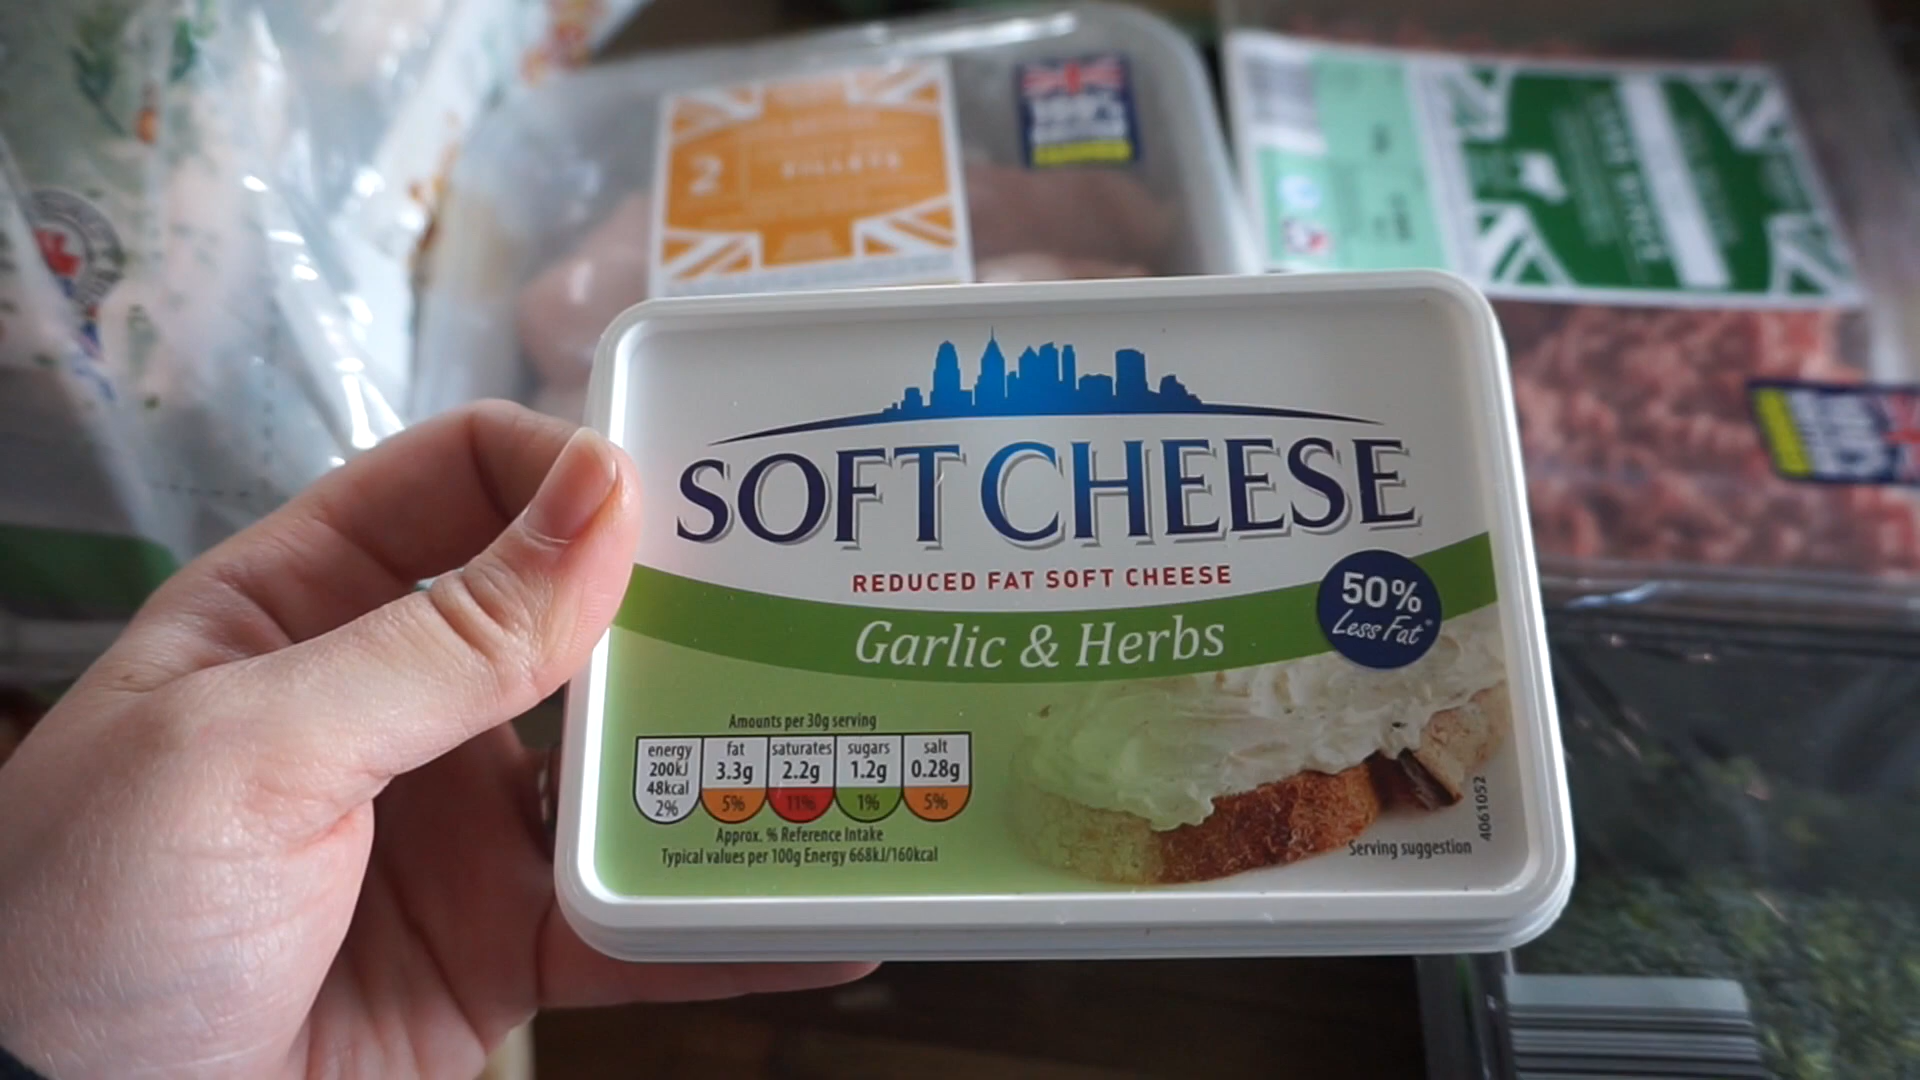 2
FILLETS
SOFT CHEESE
REDUCED FAT SOFT CHEESE
50%
Less Fat*
Garlic & Herbs
Amounts per 30g serving
energy fat saturates sugars salt
200kJ 3.3g 2.2g 1.2g 0.28g
48kcal
2% 5% 11% 1% 5%
Approx. % Reference Intake
Typical values per 100g Energy 668kJ/160kcal
Serving suggestion
4061052